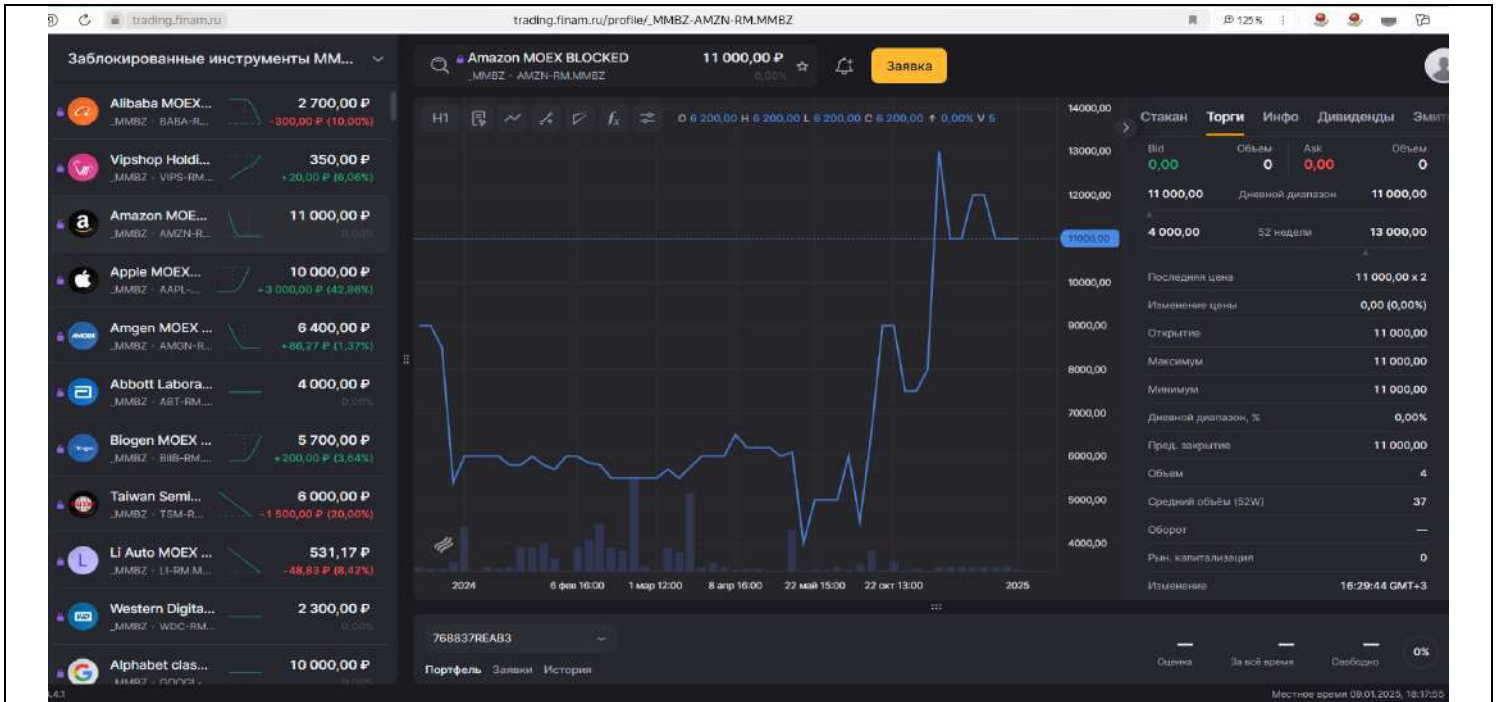 trading.finam.ru
trading.finam.ru/profile/_MMBZ-AMZN-RM.MMBZ
125 %
Заблокированные инструменты ММ...
Amazon MOEX BLOCKED
_MMBZ · AMZN-RM.MMBZ
11 000,00 ₽
0,00%
Заявка
Alibaba MOEX...
_MMBZ · BABA-R...
2 700,00 ₽
-300,00 ₽ (10,00%)
Vipshop Holdi...
_MMBZ · VIPS-RM...
350,00 ₽
+20,00 ₽ (6,06%)
Amazon MOE...
_MMBZ · AMZN-R...
11 000,00 ₽
0,00%
Apple MOEX...
_MMBZ · AAPL-...
10 000,00 ₽
+3 000,00 ₽ (42,86%)
Amgen MOEX ...
_MMBZ · AMGN-R...
6 400,00 ₽
+86,27 ₽ (1,37%)
Abbott Labora...
_MMBZ · ABT-RM....
4 000,00 ₽
0,00%
Biogen MOEX ...
_MMBZ · BIIB-RM....
5 700,00 ₽
+200,00 ₽ (3,64%)
Taiwan Semi...
_MMBZ · TSM-R...
6 000,00 ₽
-1 500,00 ₽ (20,00%)
Li Auto MOEX ...
_MMBZ · LI-RM.M...
531,17 ₽
-48,83 ₽ (8,42%)
Western Digita...
_MMBZ · WDC-RM...
2 300,00 ₽
0,00%
Alphabet clas...
_MMBZ · GOOGL-...
10 000,00 ₽
H1
O 6 200,00 H 6 200,00 L 6 200,00 C 6 200,00 0,00% V 5
14000,00
13000,00
12000,00
11000,00
10000,00
9000,00
8000,00
7000,00
6000,00
5000,00
4000,00
2024 6 фев 16:00 1 мар 12:00 8 апр 16:00 22 май 15:00 22 окт 13:00 2025
Стакан Торги Инфо Дивиденды Эмит
Bid Объем Ask Объем
0,00 0 0,00 0
11 000,00 Дневной диапазон 11 000,00
4 000,00 52 недели 13 000,00
Последняя цена 11 000,00 x 2
Изменение цены 0,00 (0,00%)
Открытие 11 000,00
Максимум 11 000,00
Минимум 11 000,00
Дневной диапазон, % 0,00%
Пред. закрытие 11 000,00
Объем 4
Средний объём (52W) 37
Оборот —
Рын. капитализация 0
Изменение 16:29:44 GMT+3
768837REAB3
Портфель Заявки История
— — —
Оценка За всё время Свободно
0%
4.1
Местное время 09.01.2025, 18:17:55